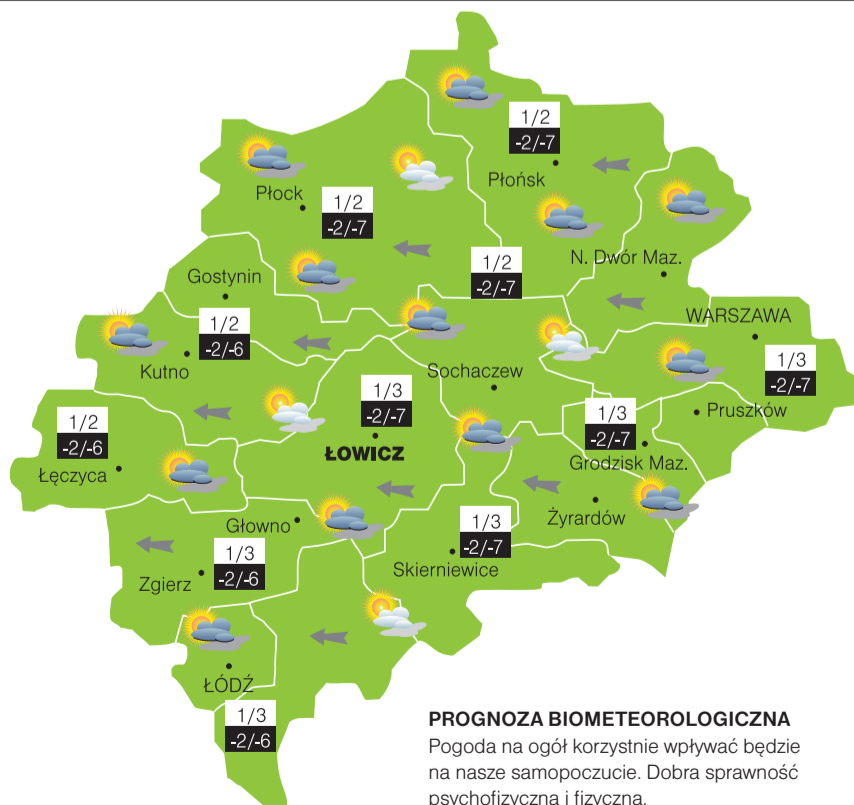 1/2
-2/-7
Płońsk
Płock
1/2
-2/-7
N. Dwór Maz.
1/2
-2/-7
Gostynin
WARSZAWA
1/2
-2/-6
Kutno
1/3
-2/-7
Sochaczew
1/3
-2/-7
Pruszków
1/2
-2/-6
Łęczyca
1/3
-2/-7
Grodzisk Maz.
ŁOWICZ
Głowno
Żyrardów
1/3
-2/-7
Skierniewice
1/3
-2/-6
Zgierz
ŁÓDŹ
1/3
-2/-6
PROGNOZA BIOMETEOROLOGICZNA
Pogoda na ogół korzystnie wpływać będzie
na nasze samopoczucie. Dobra sprawność
psychofizyczna i fizyczna.